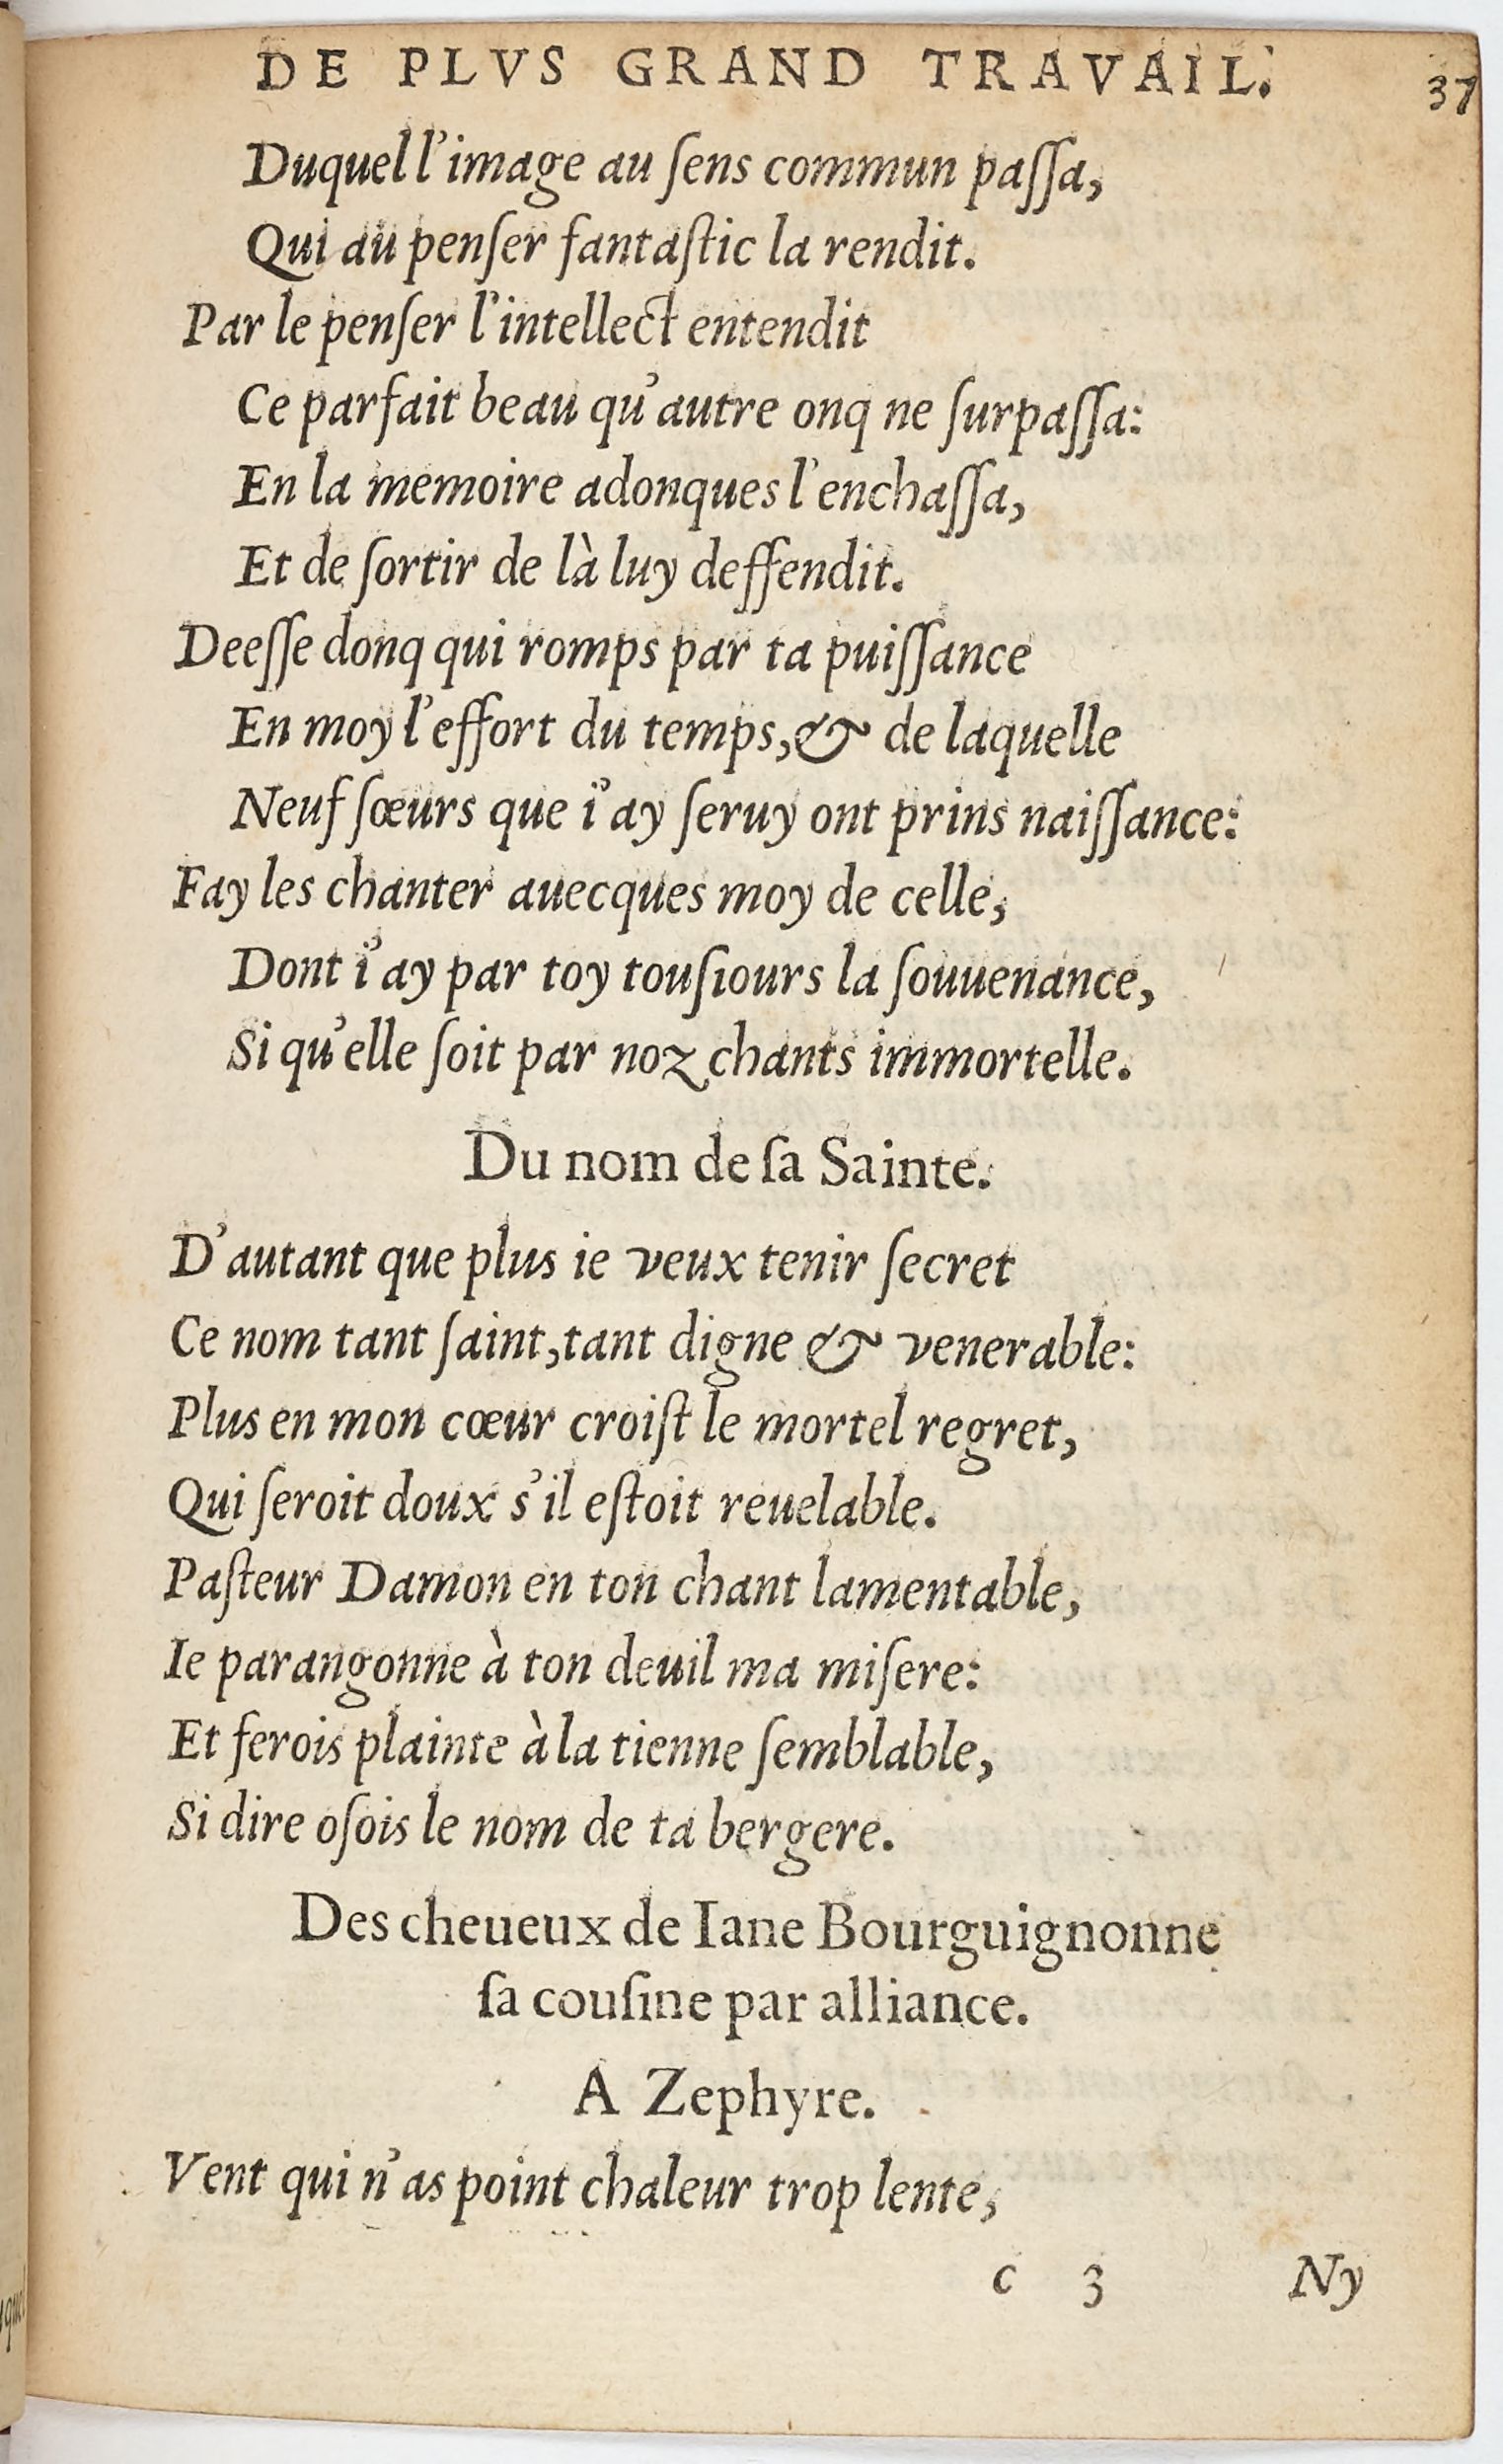 DE PLVS GRAND TRAVAIL. 37
Duquel l'image au ſens commun paſſa,
Qui au penſer fantaſtic la rendit.
Par le penſer l'intellect entendit
Ce parfait beau qu'autre onq ne ſurpaſſa:
En la memoire adonques l'enchaſſa,
Et de ſortir de là luy deffendit.
Deeſſe donq qui romps par ta puiſſance
En moy l'effort du temps, & de laquelle
Neuf ſœurs que i'ay ſeruy ont prins naiſſance:
Fay les chanter auecques moy de celle,
Dont i'ay par toy touſiours la ſouuenance,
Si qu'elle ſoit par noz chants immortelle.
Du nom de ſa Sainte.
D'autant que plus ie veux tenir ſecret
Ce nom tant ſaint, tant digne & venerable:
Plus en mon cœur croiſt le mortel regret,
Qui ſeroit doux s'il eſtoit reuelable.
Paſteur Damon en ton chant lamentable,
Ie parangonne à ton deuil ma miſere:
Et ferois plainte à la tienne ſemblable,
Si dire oſois le nom de ta bergere.
Des cheueux de Iane Bourguignonne
ſa couſine par alliance.
A Zephyre.
Vent qui n'as point chaleur trop lente,
c 3 Ny